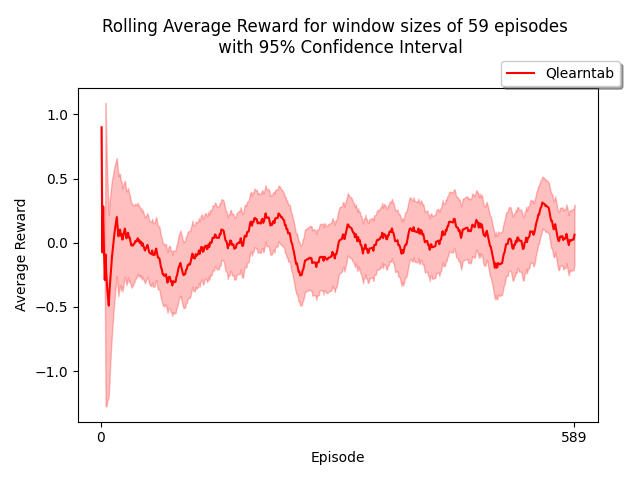 Rolling Average Reward for window sizes of 59 episodes
with 95% Confidence Interval
Qlearntab
1.0
0.5
0.0
−0.5
−1.0
Average Reward
0
589
Episode